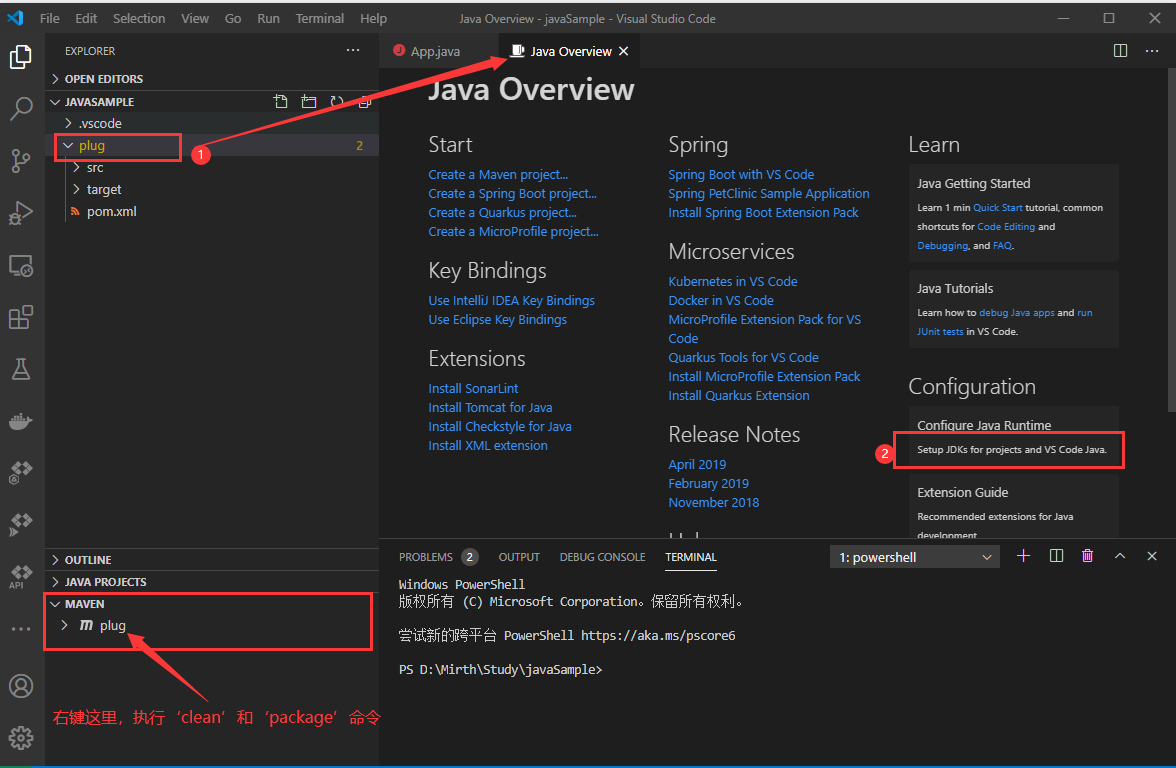 File Edit Selection View Go Run Terminal Help Java Overview - javaSample - Visual Studio Code
EXPLORER
OPEN EDITORS
JAVASAMPLE
.vscode
plug 2
1
src
target
pom.xml
OUTLINE
JAVA PROJECTS
MAVEN
m plug
右键这里，执行‘clean’和‘package’命令
API
J App.java Java Overview
Java Overview
Start
Create a Maven project...
Create a Spring Boot project...
Create a Quarkus project...
Create a MicroProfile project...
Key Bindings
Use IntelliJ IDEA Key Bindings
Use Eclipse Key Bindings
Extensions
Install SonarLint
Install Tomcat for Java
Install Checkstyle for Java
Install XML extension
Spring
Spring Boot with VS Code
Spring PetClinic Sample Application
Install Spring Boot Extension Pack
Microservices
Kubernetes in VS Code
Docker in VS Code
MicroProfile Extension Pack for VS
Code
Quarkus Tools for VS Code
Install MicroProfile Extension Pack
Install Quarkus Extension
Release Notes
April 2019
February 2019
November 2018
Learn
Java Getting Started
Learn 1 min Quick Start tutorial, common
shortcuts for Code Editing and
Debugging, and FAQ.
Java Tutorials
Learn how to debug Java apps and run
JUnit tests in VS Code.
Configuration
Configure Java Runtime
2
Setup JDKs for projects and VS Code Java.
Extension Guide
Recommended extensions for Java
development
PROBLEMS 2 OUTPUT DEBUG CONSOLE TERMINAL 1: powershell
Windows PowerShell
版权所有 (C) Microsoft Corporation。保留所有权利。
尝试新的跨平台 PowerShell https://aka.ms/pscore6
PS D:\Mirth\Study\javaSample>